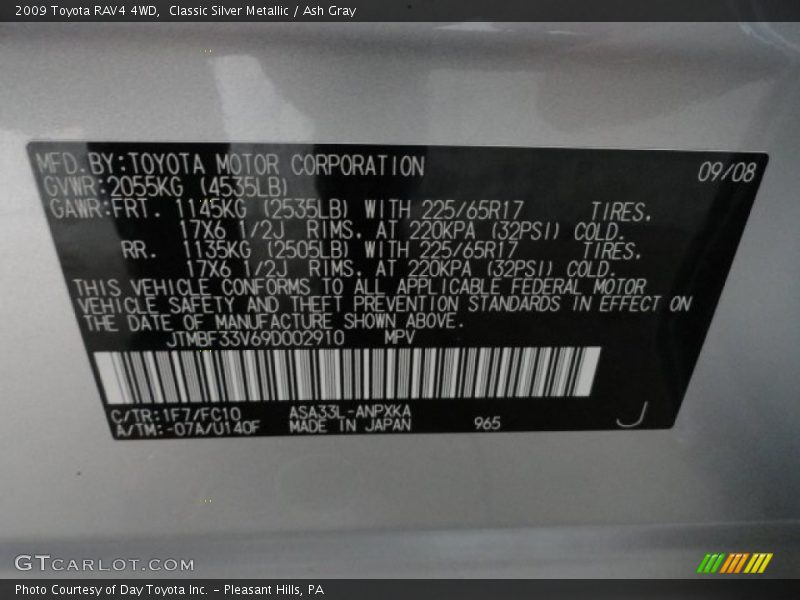 2009 Toyota RAV4 4WD,  Classic Silver Metallic / Ash Gray
MFD.BY:TOYOTA MOTOR CORPORATION 09/08
GVWR:2055KG (4535LB)
GAWR:FRT. 1145KG (2535LB) WITH 225/65R17 TIRES.
17X6 1/2J RIMS. AT 220KPA (32PSI) COLD.
RR. 1135KG (2505LB) WITH 225/65R17 TIRES.
17X6 1/2J RIMS. AT 220KPA (32PSI) COLD.
THIS VEHICLE CONFORMS TO ALL APPLICABLE FEDERAL MOTOR
VEHICLE SAFETY AND THEFT PREVENTION STANDARDS IN EFFECT ON
THE DATE OF MANUFACTURE SHOWN ABOVE.
JTMBF33V69D002910 MPV
C/TR:1F7/FC10 ASA33L-ANPXKA
A/TM:-07A/U140F MADE IN JAPAN 965 J
GTCARLOT.COM
Photo Courtesy of Day Toyota Inc. – Pleasant Hills, PA